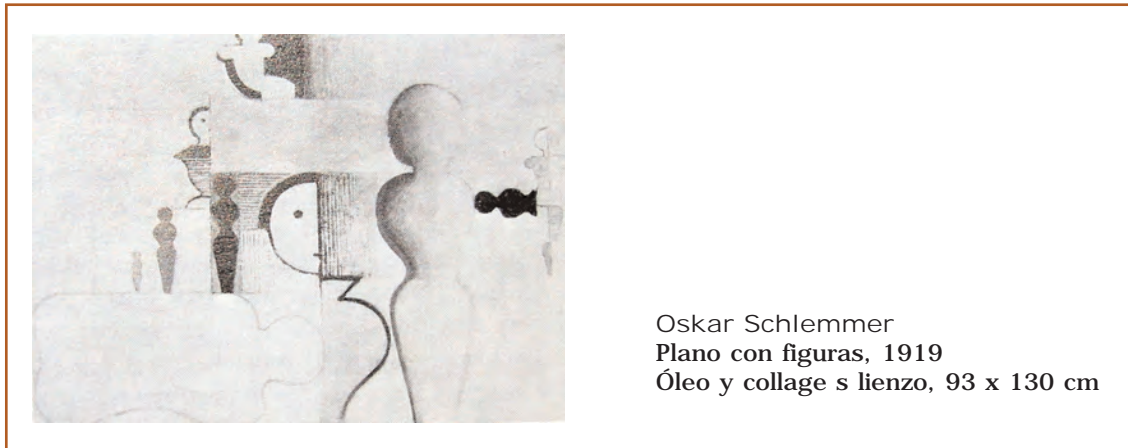 Oskar Schlemmer
Plano con figuras, 1919
Óleo y collage s lienzo, 93 x 130 cm